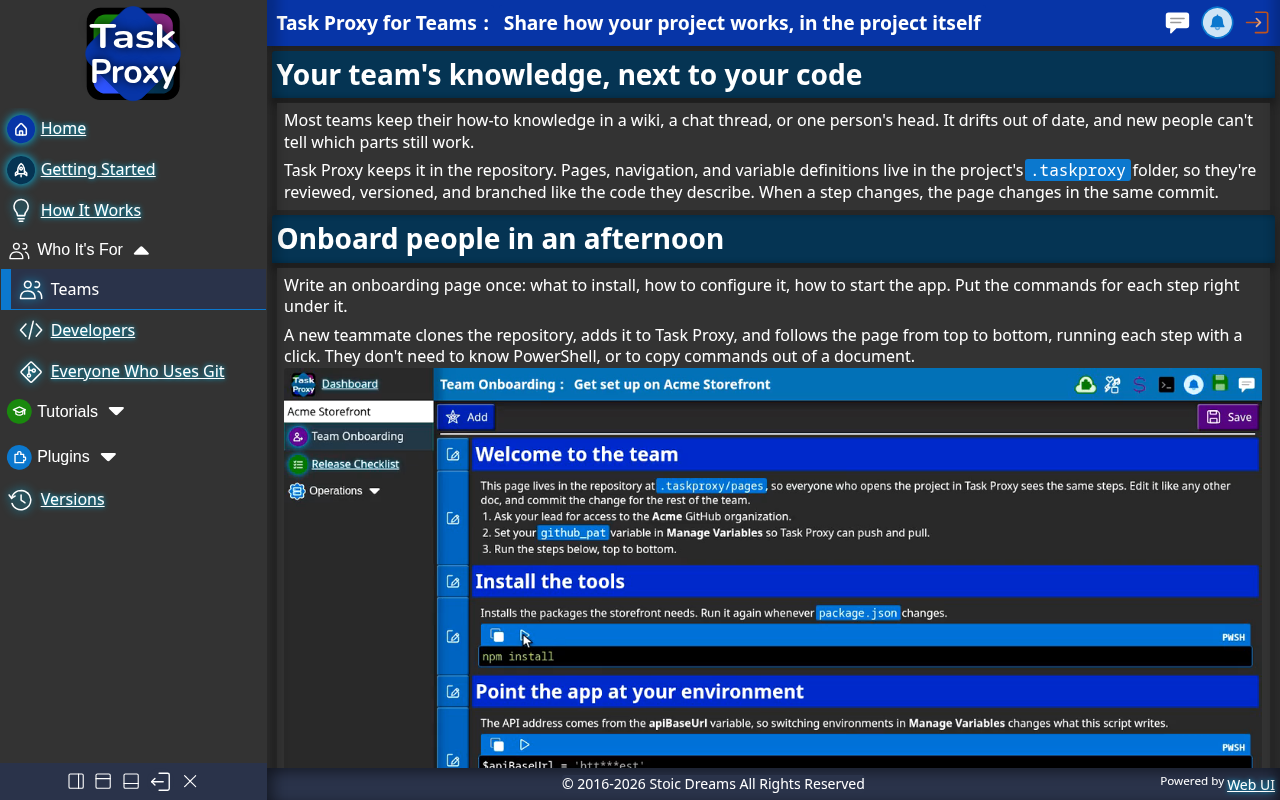 Task
Proxy
Home
Getting Started
How It Works
Who It's For
Teams
Developers
Everyone Who Uses Git
Tutorials
Plugins
Versions
Task Proxy for Teams : Share how your project works, in the project itself
Your team's knowledge, next to your code
Most teams keep their how-to knowledge in a wiki, a chat thread, or one person's head. It drifts out of date, and new people can't
tell which parts still work.
Task Proxy keeps it in the repository. Pages, navigation, and variable definitions live in the project's .taskproxy folder, so they're
reviewed, versioned, and branched like the code they describe. When a step changes, the page changes in the same commit.
Onboard people in an afternoon
Write an onboarding page once: what to install, how to configure it, how to start the app. Put the commands for each step right
under it.
A new teammate clones the repository, adds it to Task Proxy, and follows the page from top to bottom, running each step with a
click. They don't need to know PowerShell, or to copy commands out of a document.
Task
Proxy
Dashboard
Acme Storefront
Team Onboarding
Release Checklist
Operations
Team Onboarding : Get set up on Acme Storefront
Add
Save
Welcome to the team
This page lives in the repository at .taskproxy/pages, so everyone who opens the project in Task Proxy sees the same steps. Edit it like any other
doc, and commit the change for the rest of the team.
1. Ask your lead for access to the Acme GitHub organization.
2. Set your github_pat variable in Manage Variables so Task Proxy can push and pull.
3. Run the steps below, top to bottom.
Install the tools
Installs the packages the storefront needs. Run it again whenever package.json changes.
PWSH
npm install
Point the app at your environment
The API address comes from the apiBaseUrl variable, so switching environments in Manage Variables changes what this script writes.
PWSH
$apiBaseUrl = 'htt***est'
© 2016-2026 Stoic Dreams All Rights Reserved
Powered by Web UI